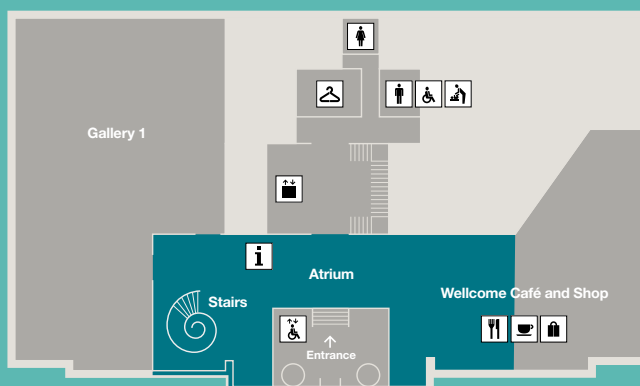 Gallery 1
i
Atrium
Wellcome Café and Shop
Stairs
Entrance